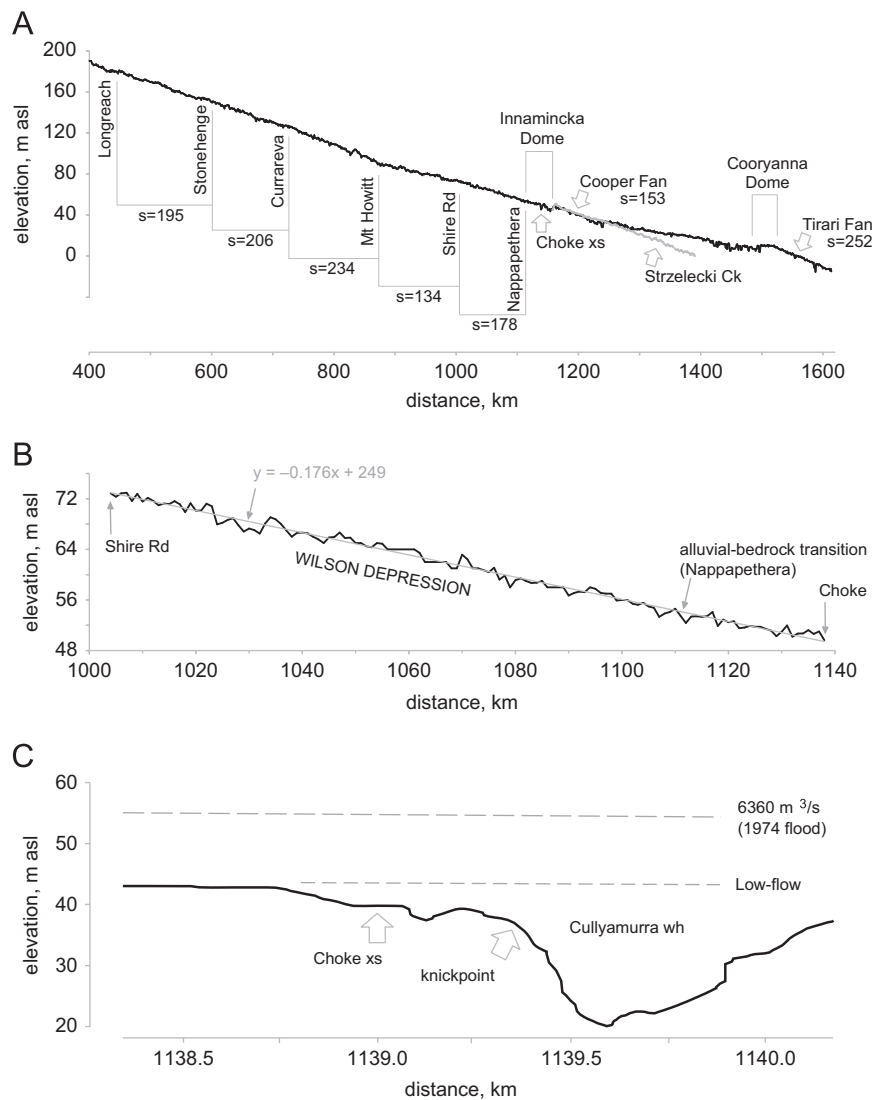 A
elevation, m asl
200
160
120
80
40
0
Longreach
Stonehenge
Currareva
Mt Howitt
Shire Rd
Nappapethera
s=195
s=206
s=234
s=134
s=178
Innamincka
Dome
Cooper Fan
s=153
Choke xs
Strzelecki Ck
Cooryanna
Dome
Tirari Fan
s=252
400 600 800 1000 1200 1400 1600
distance, km
B
elevation, m asl
72
64
56
48
y = –0.176x + 249
Shire Rd
WILSON DEPRESSION
alluvial-bedrock transition
(Nappapethera)
Choke
1000 1020 1040 1060 1080 1100 1120 1140
distance, km
C
elevation, m asl
60
50
40
30
20
6360 m ³/s
(1974 flood)
Low-flow
Choke xs
knickpoint
Cullyamurra wh
1138.5 1139.0 1139.5 1140.0
distance, km